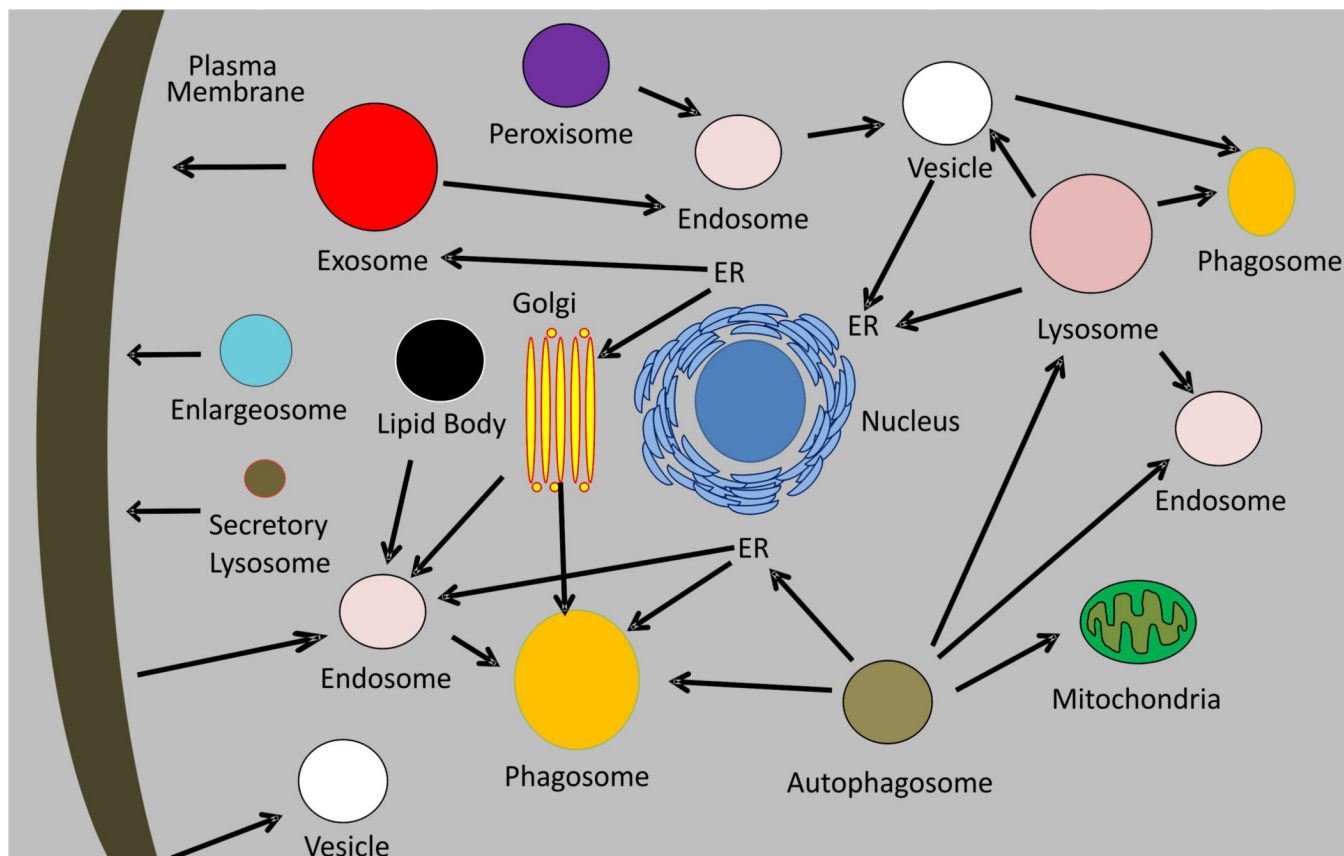 Plasma
Membrane
Peroxisome
Vesicle
Endosome
Exosome
ER
Phagosome
Golgi
ER
Lysosome
Enlargeosome
Lipid Body
Nucleus
Endosome
Secretory
Lysosome
ER
Endosome
Mitochondria
Phagosome
Autophagosome
Vesicle